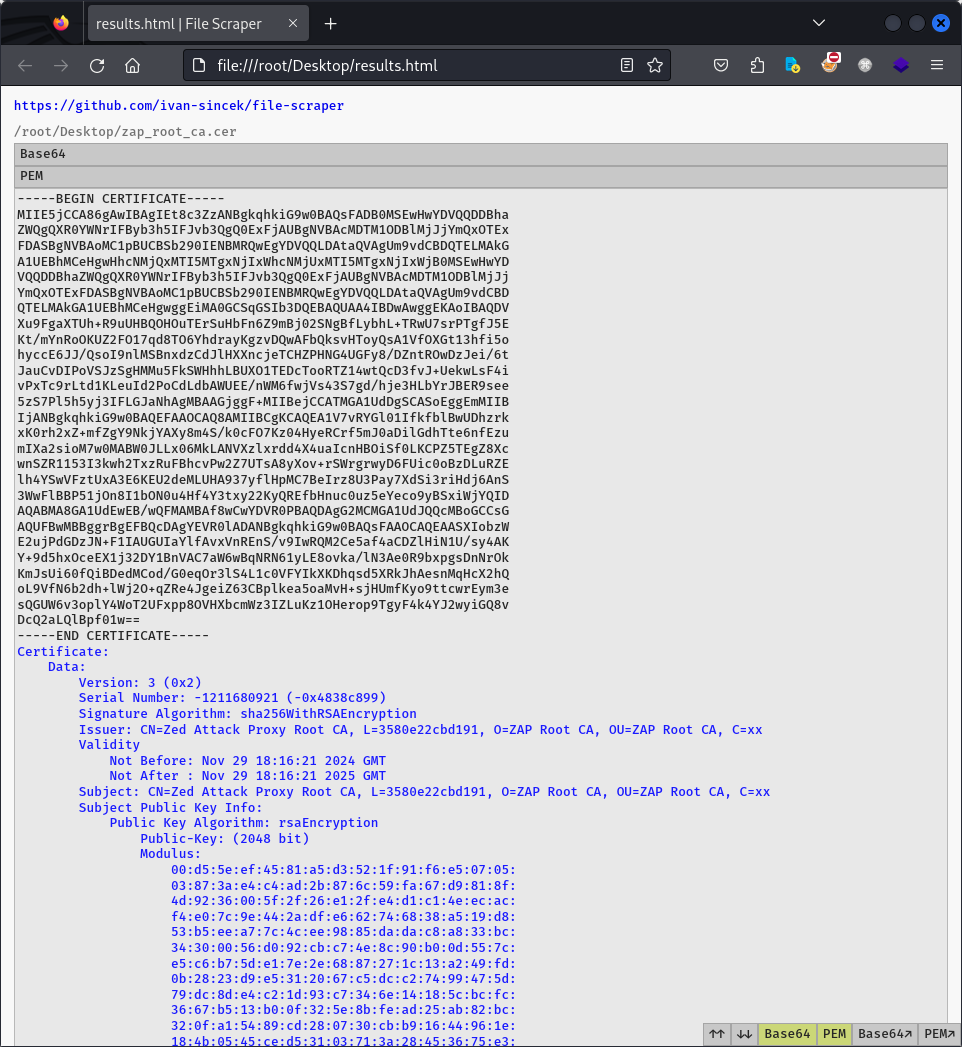 results.html | File Scraper
file:///root/Desktop/results.html
https://github.com/ivan-sincek/file-scraper
/root/Desktop/zap_root_ca.cer
Base64
PEM
-----BEGIN CERTIFICATE-----
MIIE5jCCA86gAwIBAgIEt8c3ZzANBgkqhkiG9w0BAQsFADB0MSEwHwYDVQQDDBha
ZWQgQXR0YWNrIFByb3h5IFJvb3QgQ0ExFjAUBgNVBAcMDTM1ODBlMjJjYmQxOTEx
FDASBgNVBAoMC1pBUCBSb290IENBMRQwEgYDVQQLDAtaQVAgUm9vdCBDQTELMAkG
A1UEBhMCeHgwHhcNMjQxMTI5MTgxNjIxWhcNMjUxMTI5MTgxNjIxWjB0MSEwHwYD
VQQDDBhaZWQgQXR0YWNrIFByb3h5IFJvb3QgQ0ExFjAUBgNVBAcMDTM1ODBlMjJj
YmQxOTExFDASBgNVBAoMC1pBUCBSb290IENBMRQwEgYDVQQLDAtaQVAgUm9vdCBD
QTELMAkGA1UEBhMCeHgwggEiMA0GCSqGSIb3DQEBAQUAA4IBDwAwggEKAoIBAQDV
Xu9FgaXTUh+R9uUHBQOHOuTErSuHbFn6Z9mBj02SNgBfLybhL+TRwU7srPTgfJ5E
Kt/mYnRoOKUZ2FO17qd8TO6YhdrayKgzvDQwAFbQksvHToyQsA1VfOXGt13hfi5o
hyccE6JJ/QsoI9nlMSBnxdzCdJlHXXncjeTCHZPHNG4UGFy8/DZntROwDzJei/6t
JauCvDIPoVSJzSgHMMu5FkSWHhhLBUXO1TEDcTooRTZ14wtQcD3fvJ+UekwLsF4i
vPxTc9rLtd1KLeuId2PoCdLdbAWUEE/nWM6fwjVs43S7gd/hje3HLbYrJBER9see
5zS7Pl5h5yj3IFLGJaNhAgMBAAGjggF+MIIBejCCATMGA1UdDgSCASoEggEmMIIB
IjANBgkqhkiG9w0BAQEFAAOCAQ8AMIIBCgKCAQEA1V7vRYGl01IfkfblBwUDhzrk
xK0rh2xZ+mfZgY9NkjYAXy8m4S/k0cFO7Kz04HyeRCrf5mJ0aDilGdhTte6nfEzu
mIXa2sioM7w0MABW0JLLx06MkLANVXzlxrdd4X4uaIcnHBOiSf0LKCPZ5TEgZ8Xc
wnSZR1153I3kwh2TxzRuFBhcvPw2Z7UTsA8yXov+rSWrgrwyD6FUic0oBzDLuRZE
lh4YSwVFztUxA3E6KEU2deMLUHA937yflHpMC7BeIrz8U3Pay7XdSi3riHdj6AnS
3WwFlBBP51jOn8I1bON0u4Hf4Y3txy22KyQREfbHnuc0uz5eYeco9yBSxiWjYQID
AQABMA8GA1UdEwEB/wQFMAMBAf8wCwYDVR0PBAQDAgG2MCMGA1UdJQQcMBoGCCsG
AQUFBwMBBggrBgEFBQcDAgYEVR0lADANBgkqhkiG9w0BAQsFAAOCAQEAASXIobzW
E2ujPdGDzJN+F1IAUGUIaYlfAvxVnREnS/v9IwRQM2Ce5af4aCDZlHiN1U/sy4AK
Y+9d5hxOceEX1j32DY1BnVAC7aW6wBqNRN61yLE8ovka/lN3Ae0R9bxpgsDnNrOk
KmJsUi60fQiBDedMCod/G0eqOr3lS4L1c0VFYIkXKDhqsd5XRkJhAesnMqHcX2hQ
oL9VfN6b2dh+lWj2O+qZRe4JgeiZ63CBplkea5oaMvH+sjHUmfKyo9ttcwrEym3e
sQGUW6v3oplY4WoT2UFxpp8OVHXbcmWz3IZLuKz1OHerop9TgyF4k4YJ2wyiGQ8v
DcQ2aLQlBpf01w==
-----END CERTIFICATE-----
Certificate:
Data:
Version: 3 (0x2)
Serial Number: -1211680921 (-0x4838c899)
Signature Algorithm: sha256WithRSAEncryption
Issuer: CN=Zed Attack Proxy Root CA, L=3580e22cbd191, O=ZAP Root CA, OU=ZAP Root CA, C=xx
Validity
Not Before: Nov 29 18:16:21 2024 GMT
Not After : Nov 29 18:16:21 2025 GMT
Subject: CN=Zed Attack Proxy Root CA, L=3580e22cbd191, O=ZAP Root CA, OU=ZAP Root CA, C=xx
Subject Public Key Info:
Public Key Algorithm: rsaEncryption
Public-Key: (2048 bit)
Modulus:
00:d5:5e:ef:45:81:a5:d3:52:1f:91:f6:e5:07:05:
03:87:3a:e4:c4:ad:2b:87:6c:59:fa:67:d9:81:8f:
4d:92:36:00:5f:2f:26:e1:2f:e4:d1:c1:4e:ec:ac:
f4:e0:7c:9e:44:2a:df:e6:62:74:68:38:a5:19:d8:
53:b5:ee:a7:7c:4c:ee:98:85:da:da:c8:a8:33:bc:
34:30:00:56:d0:92:cb:c7:4e:8c:90:b0:0d:55:7c:
e5:c6:b7:5d:e1:7e:2e:68:87:27:1c:13:a2:49:fd:
0b:28:23:d9:e5:31:20:67:c5:dc:c2:74:99:47:5d:
79:dc:8d:e4:c2:1d:93:c7:34:6e:14:18:5c:bc:fc:
36:67:b5:13:b0:0f:32:5e:8b:fe:ad:25:ab:82:bc:
32:0f:a1:54:89:cd:28:07:30:cb:b9:16:44:96:1e:
18:4b:05:45:ce:d5:31:03:71:3a:28:45:36:75:e3:
↑↑ ↓↓ Base64 PEM Base64↗ PEM↗